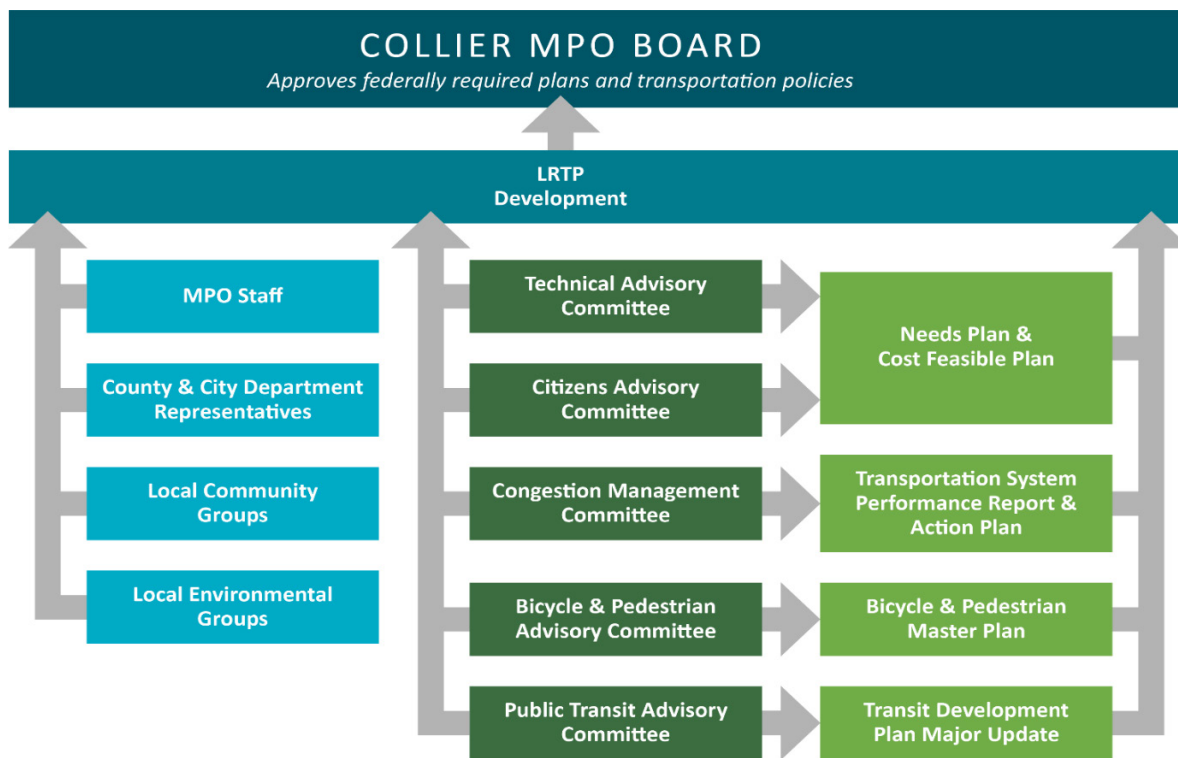 COLLIER MPO BOARD
Approves federally required plans and transportation policies
LRTP
Development
MPO Staff
County & City Department
Representatives
Local Community
Groups
Local Environmental
Groups
Technical Advisory
Committee
Citizens Advisory
Committee
Congestion Management
Committee
Bicycle & Pedestrian
Advisory Committee
Public Transit Advisory
Committee
Needs Plan &
Cost Feasible Plan
Transportation System
Performance Report &
Action Plan
Bicycle & Pedestrian
Master Plan
Transit Development
Plan Major Update